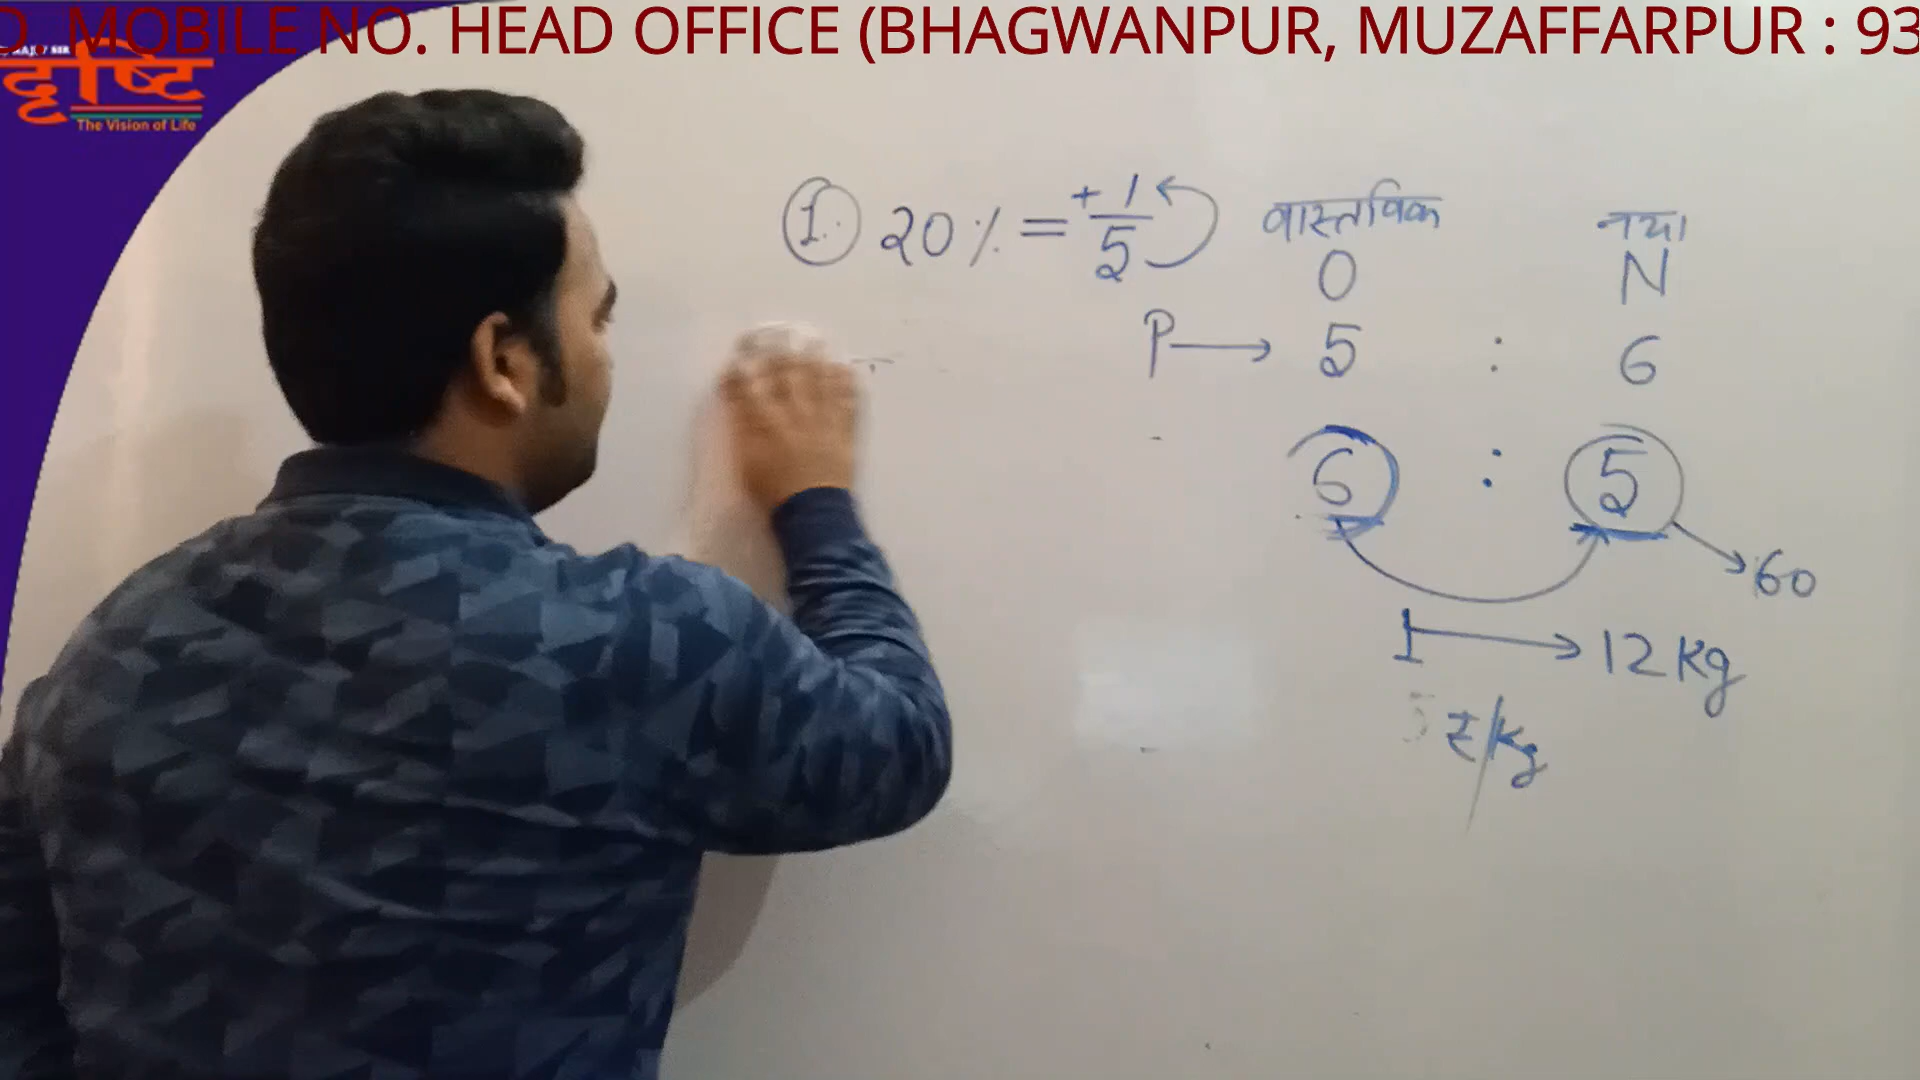 MOBILE NO. HEAD OFFICE (BHAGWANPUR, MUZAFFARPUR : 93
दृष्टि
The Vision of Life
1. 20 % = +1/5 वास्तविक नया
O N
P → 5 : 6
6 : 5
60
1 → 12 Kg
₹/Kg